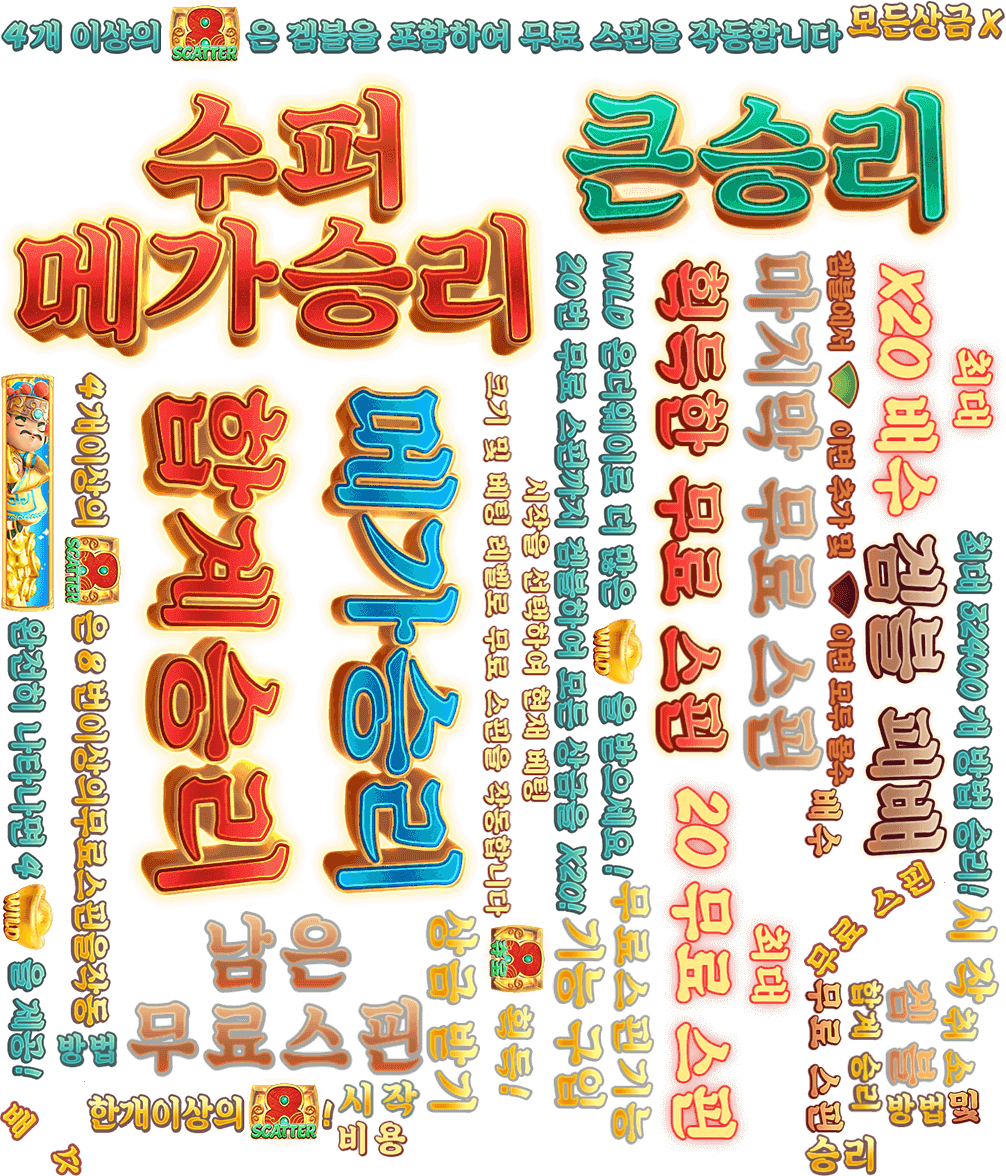 4개 이상의 8 SCATTER 은 겜블을 포함하여 무료 스핀을 작동합니다
모든상금 X
수퍼
메가승리
큰승리
4개이상의 8 SCATTER 은 8 번이상의무료스핀을작동
완전히 나타나면 4 WILD 을 제공!
합계승리
메가승리
크기 및 베팅 레벨로 무료 스핀을 작동합니다
시작을 선택하여 현재 베팅
20 번 무료 스핀까지 겜블하여 모든 상금을 X20!
WILD 온더웨이로 더 많은 WILD 을 받으세요!
획득한 무료 스핀
마지막 무료 스핀
겜블에서 이면 추가 및 이면 모두 몰수
X20 배수
최대
겜블 패배
최대 32400 개 방법 승리!
배수
20 무료 스핀
최대
남은
무료스핀
상금 받기
8 획득!
기능 구입
무료스핀기능
시작
취소
겜블
방법
합계 승리
무료 스핀
승리
방법
한개이상의 8 SCATTER !
시작
비용